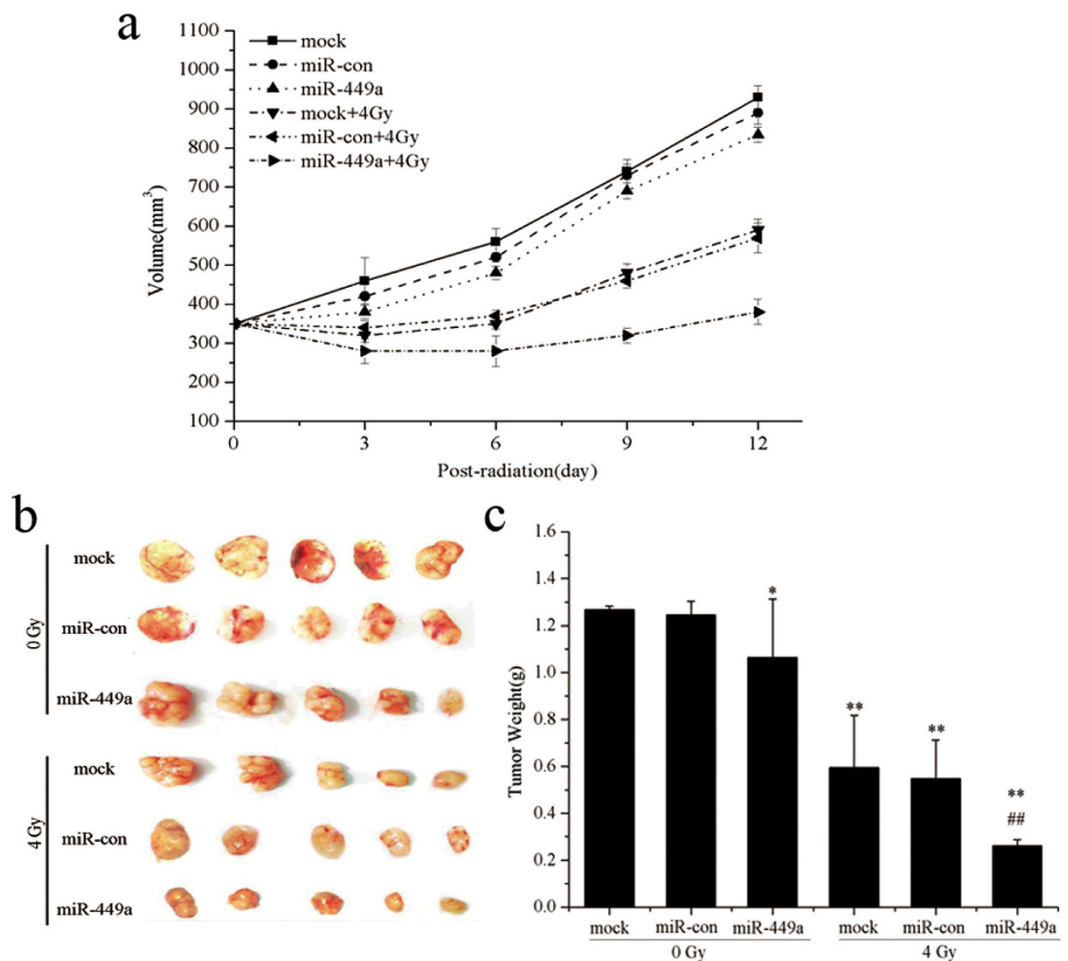 a
1100
1000
900
800
700
600
500
400
300
200
100
Volume(mm³)
mock
miR-con
miR-449a
mock+4Gy
miR-con+4Gy
miR-449a+4Gy
0 3 6 9 12
Post-radiation(day)
b
0 Gy
mock
miR-con
miR-449a
4 Gy
mock
miR-con
miR-449a
c
1.6
1.4
1.2
1.0
0.8
0.6
0.4
0.2
0.0
Tumor Weight(g)
*
** **
**
##
mock miR-con miR-449a mock miR-con miR-449a
0 Gy 4 Gy